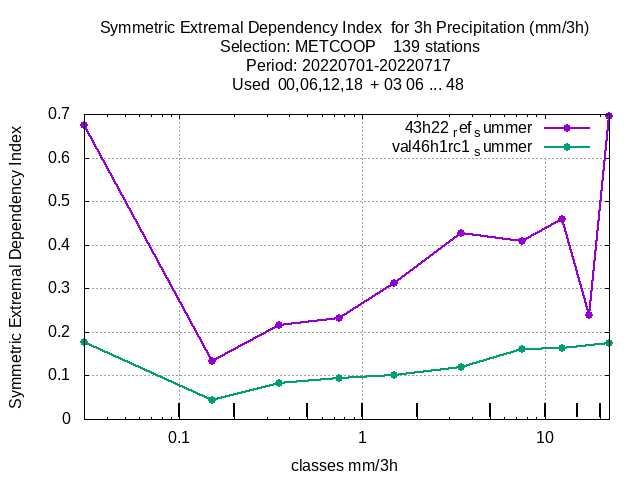 Symmetric Extremal Dependency Index  for 3h Precipitation (mm/3h)
Selection: METCOOP    139 stations
Period: 20220701-20220717
Used  00,06,12,18  + 03 06 ... 48
43h22 ref summer
val46h1rc1 summer
Symmetric Extremal Dependency Index
0.7
0.6
0.5
0.4
0.3
0.2
0.1
0
0.1 1 10
classes mm/3h